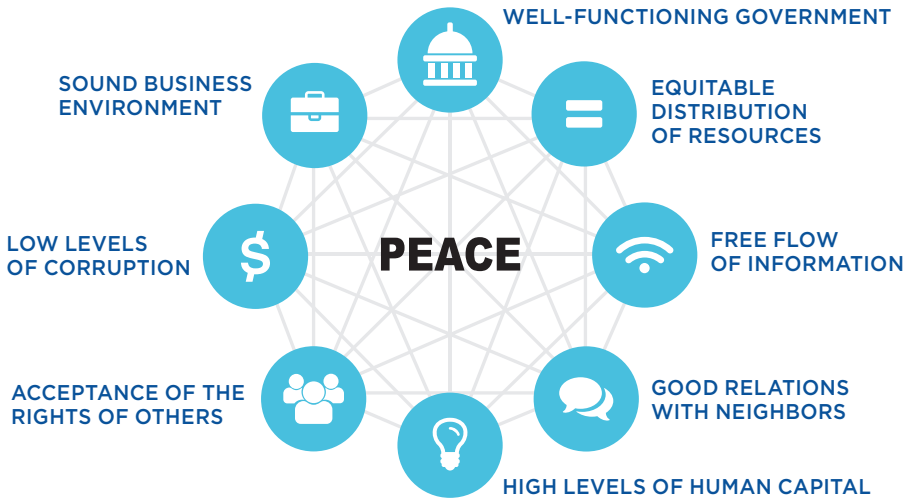 WELL-FUNCTIONING GOVERNMENT
SOUND BUSINESS
ENVIRONMENT
EQUITABLE
DISTRIBUTION
OF RESOURCES
LOW LEVELS
OF CORRUPTION
$
PEACE
FREE FLOW
OF INFORMATION
ACCEPTANCE OF THE
RIGHTS OF OTHERS
GOOD RELATIONS
WITH NEIGHBORS
HIGH LEVELS OF HUMAN CAPITAL